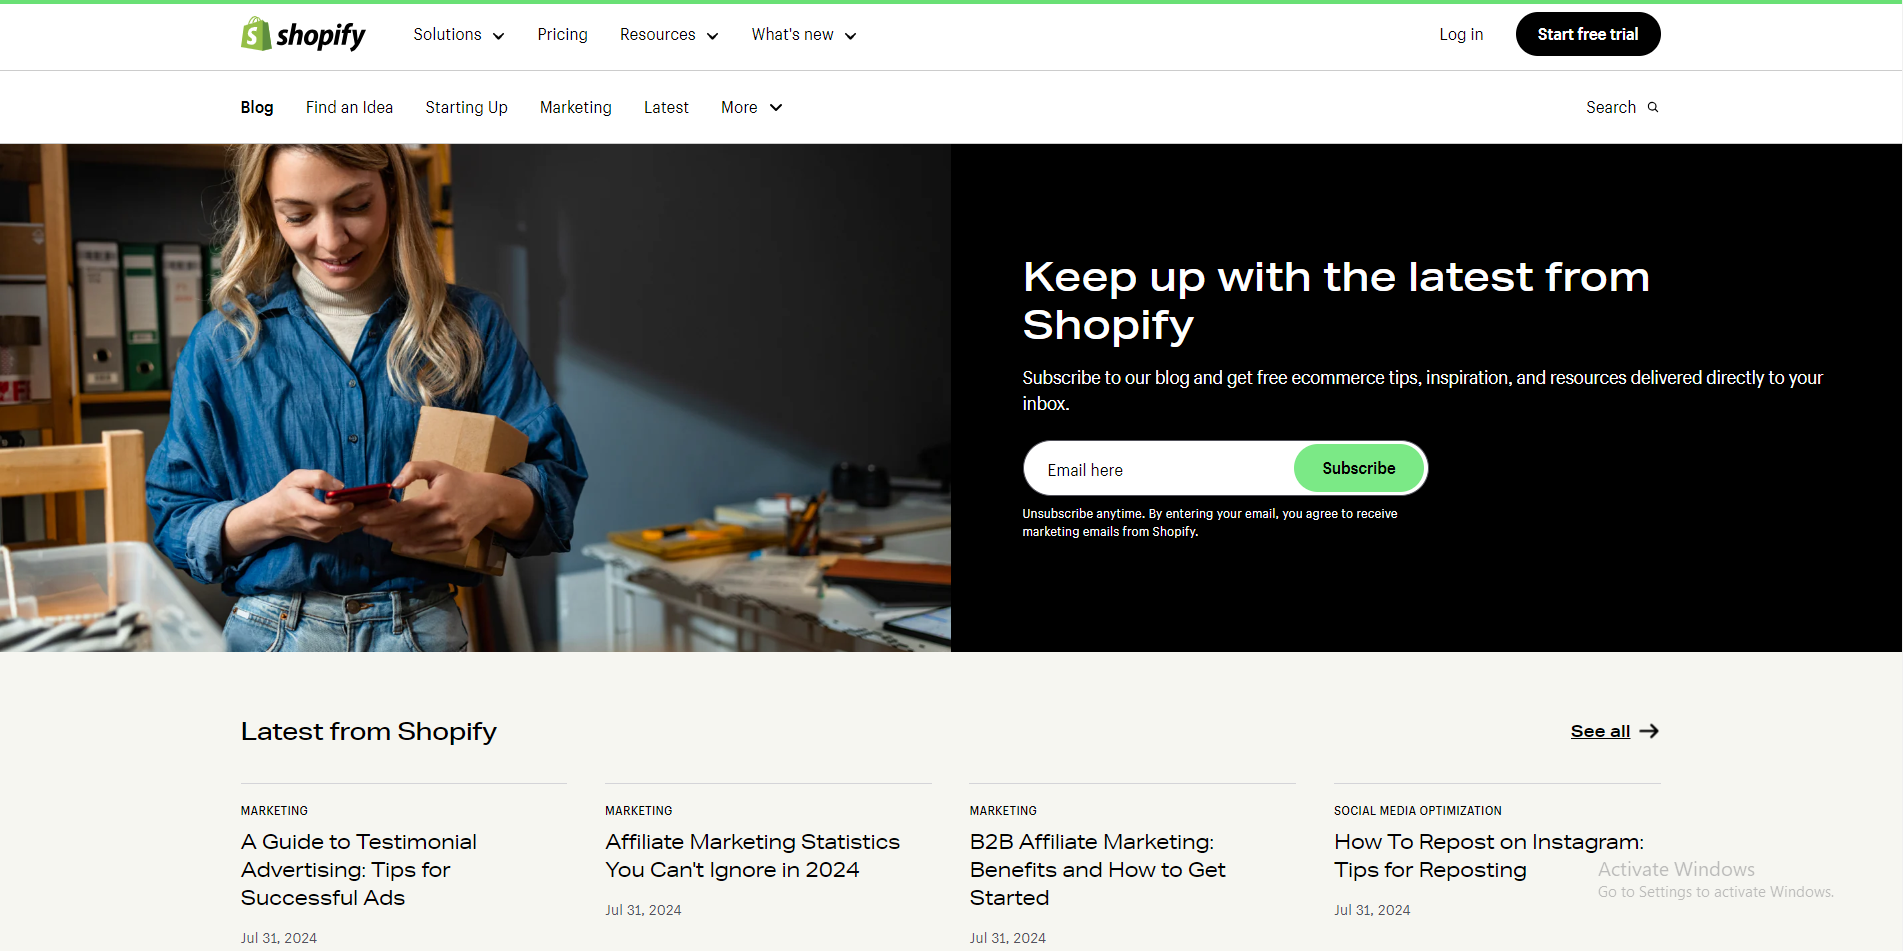 shopify
Solutions
Pricing
Resources
What's new
Log in
Start free trial
Blog
Find an Idea
Starting Up
Marketing
Latest
More
Search
Keep up with the latest from
Shopify
Subscribe to our blog and get free ecommerce tips, inspiration, and resources delivered directly to your
inbox.
Email here
Subscribe
Unsubscribe anytime. By entering your email, you agree to receive
marketing emails from Shopify.
Latest from Shopify
See all
MARKETING
A Guide to Testimonial
Advertising: Tips for
Successful Ads
Jul 31, 2024
MARKETING
Affiliate Marketing Statistics
You Can't Ignore in 2024
Jul 31, 2024
MARKETING
B2B Affiliate Marketing:
Benefits and How to Get
Started
Jul 31, 2024
SOCIAL MEDIA OPTIMIZATION
How To Repost on Instagram:
Tips for Reposting
Jul 31, 2024
Activate Windows
Go to Settings to activate Windows.